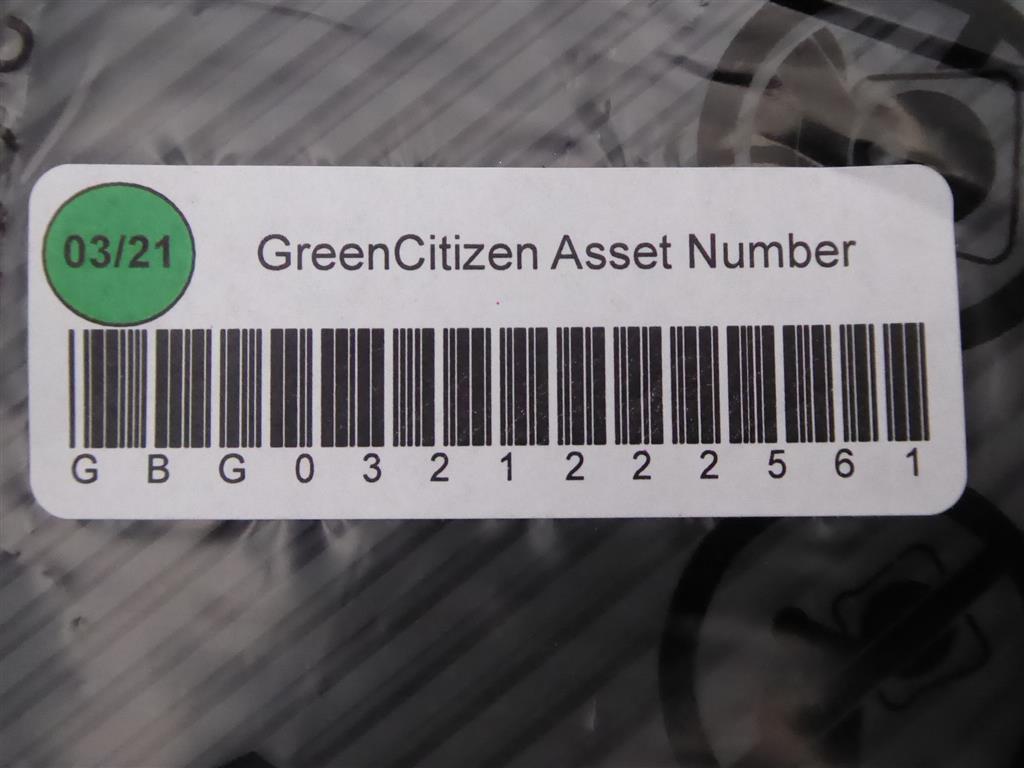 03/21
GreenCitizen Asset Number
G B G 0 3 2 1 2 2 2 5 6 1